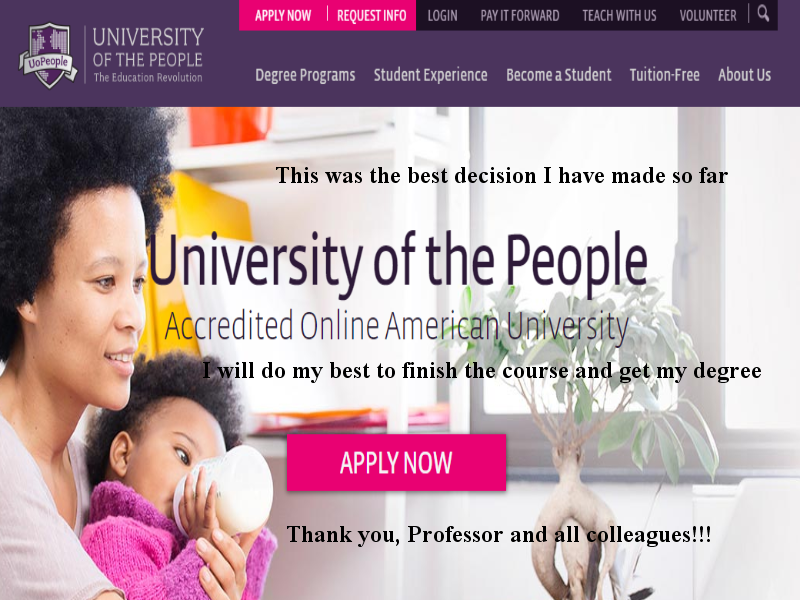 APPLY NOW REQUEST INFO LOGIN PAY IT FORWARD TEACH WITH US VOLUNTEER
UoPeople
UNIVERSITY
OF THE PEOPLE
The Education Revolution
Degree Programs Student Experience Become a Student Tuition-Free About Us
This was the best decision I have made so far
University of the People
Accredited Online American University
I will do my best to finish the course and get my degree
APPLY NOW
Thank you, Professor and all colleagues!!!